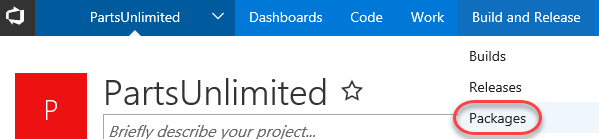 PartsUnlimited Dashboards Code Work Build and Release
Builds
Releases
P
PartsUnlimited
Packages
Briefly describe your project...